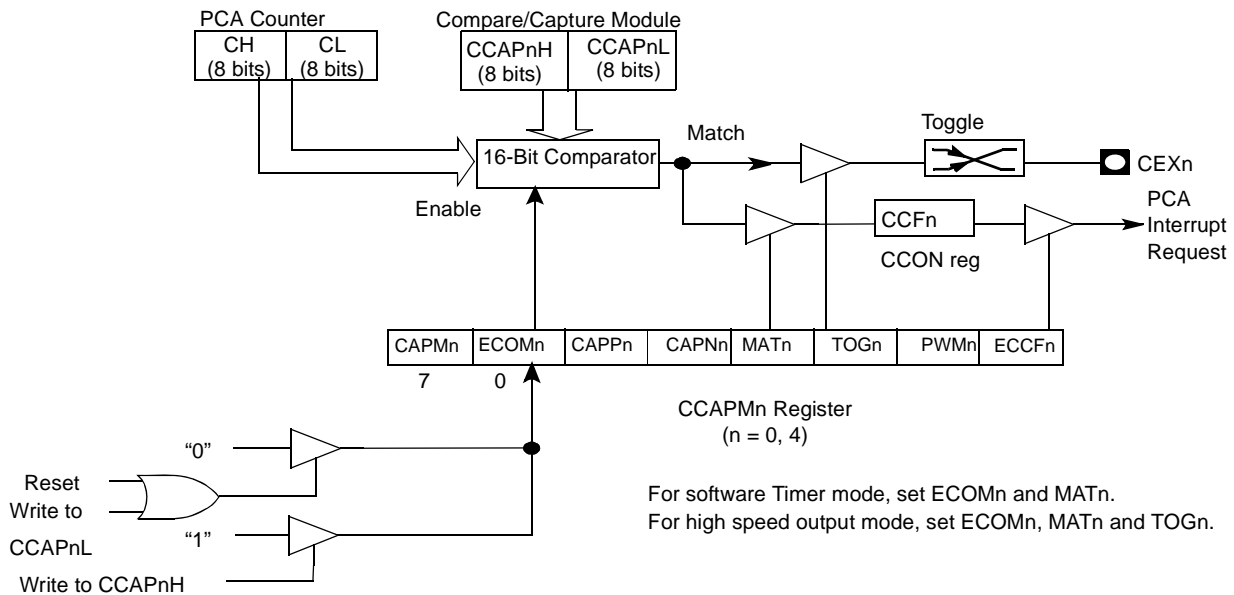 PCA Counter
CH
(8 bits)
CL
(8 bits)
Compare/Capture Module
CCAPnH
(8 bits)
CCAPnL
(8 bits)
16-Bit Comparator
Match
Toggle
CEXn
Enable
CCFn
CCON reg
PCA
Interrupt
Request
CAPMn
ECOMn
CAPPn
CAPNn
MATn
TOGn
PWMn
ECCFn
7
0
CCAPMn Register
(n = 0, 4)
“0”
Reset
Write to
CCAPnL
“1”
Write to CCAPnH
For software Timer mode, set ECOMn and MATn.
For high speed output mode, set ECOMn, MATn and TOGn.